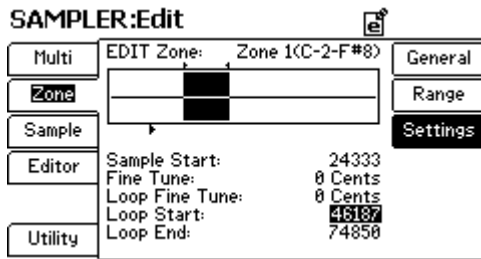 SAMPLER:Edit
Multi
EDIT Zone: Zone 1(C-2-F#8)
General
Zone
Range
Sample
Settings
Editor
Sample Start: 24333
Fine Tune: 0 Cents
Loop Fine Tune: 0 Cents
Loop Start: 46187
Utility
Loop End: 74850